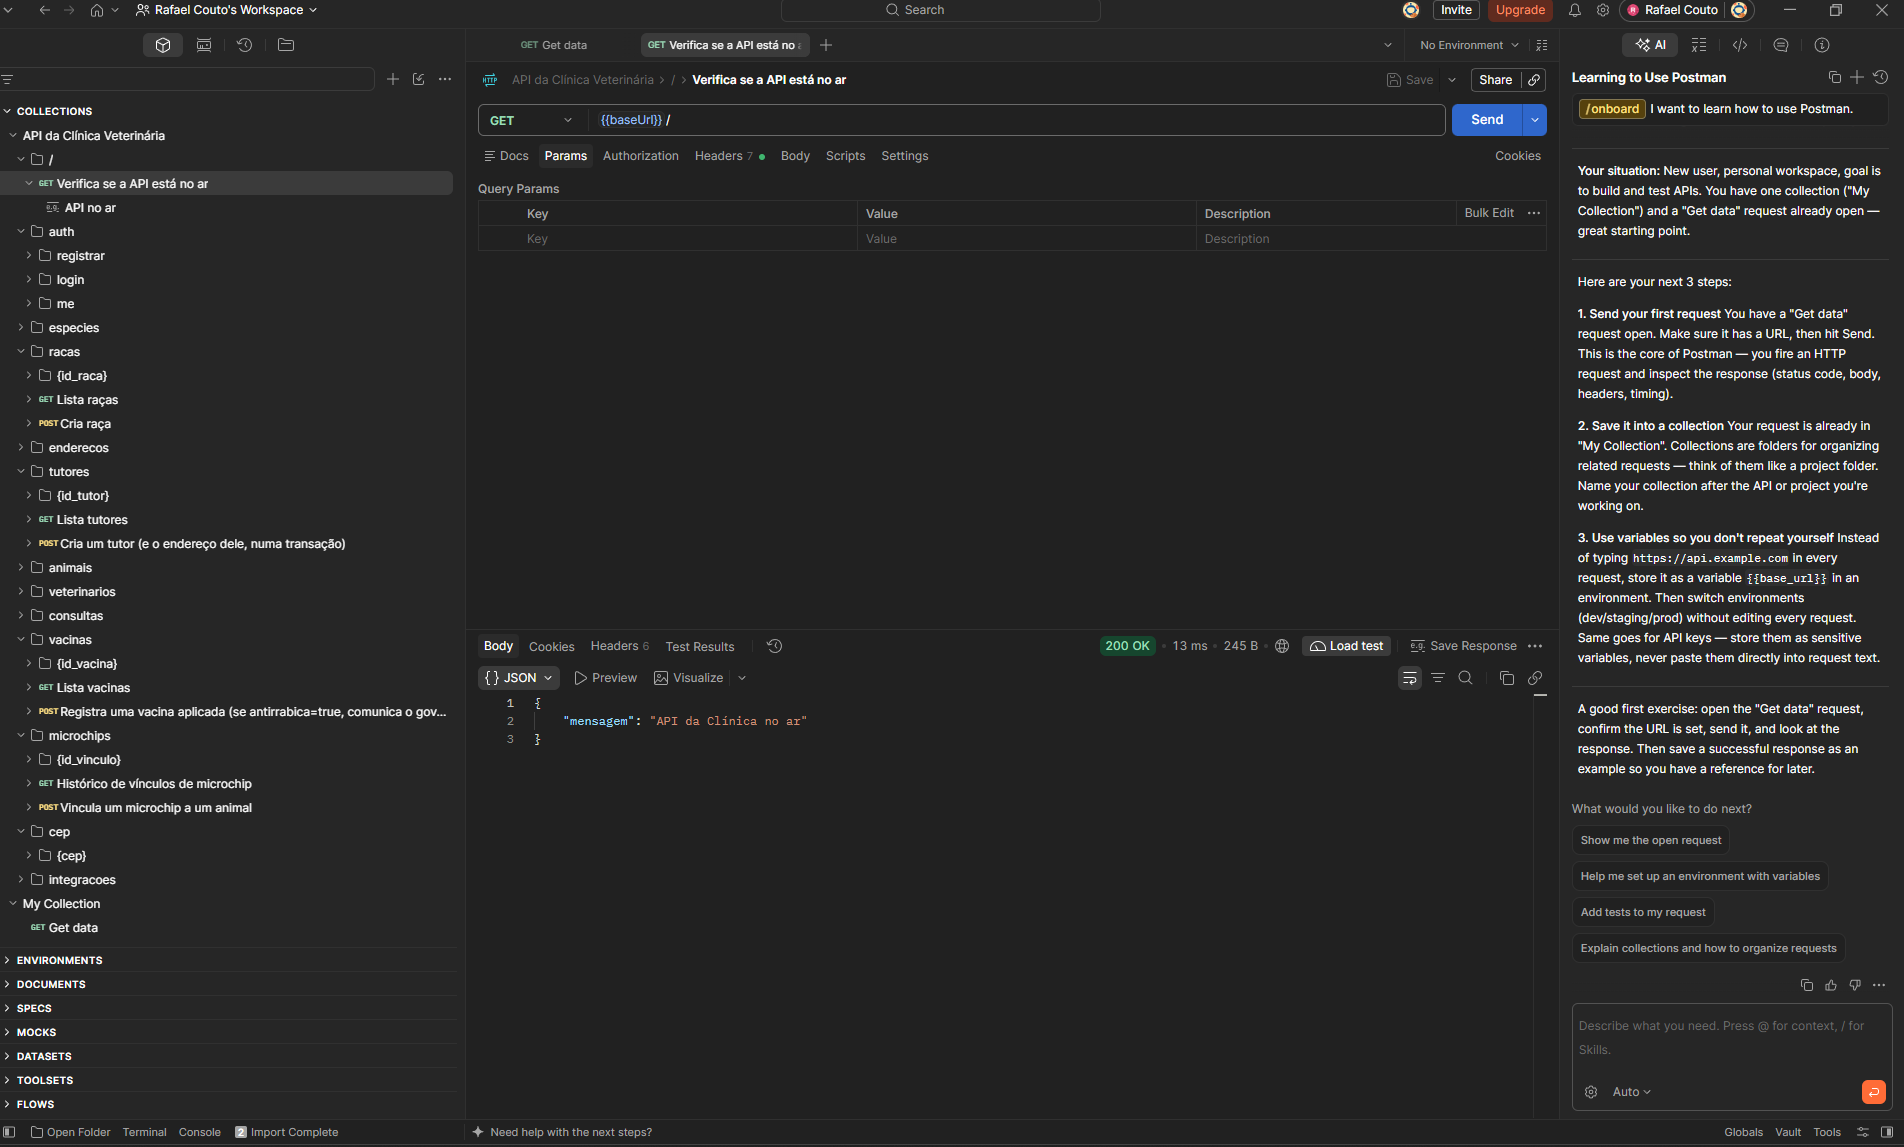 Rafael Couto's Workspace
Search
Invite
Upgrade
R
Rafael Couto
GET Get data
GET Verifica se a API está no a
No Environment
AI
API da Clínica Veterinária > / > Verifica se a API está no ar
Save
Share
Learning to Use Postman
COLLECTIONS
API da Clínica Veterinária
/
GET Verifica se a API está no ar
e.g. API no ar
auth
registrar
login
me
especies
racas
{id_raca}
GET Lista raças
POST Cria raça
enderecos
tutores
{id_tutor}
GET Lista tutores
POST Cria um tutor (e o endereço dele, numa transação)
animais
veterinarios
consultas
vacinas
{id_vacina}
GET Lista vacinas
POST Registra uma vacina aplicada (se antirrabica=true, comunica o gov...
microchips
{id_vinculo}
GET Histórico de vínculos de microchip
POST Vincula um microchip a um animal
cep
{cep}
integracoes
My Collection
GET Get data
ENVIRONMENTS
DOCUMENTS
SPECS
MOCKS
DATASETS
TOOLSETS
FLOWS
HTTP
GET
{{baseUrl}} /
Send
Docs
Params
Authorization
Headers 7
Body
Scripts
Settings
Cookies
Query Params
Key Value Description Bulk Edit
Key Value Description
Body
Cookies
Headers 6
Test Results
200 OK
13 ms
245 B
Load test
e.g. Save Response
{} JSON
Preview
Visualize
1 {
2 "mensagem": "API da Clínica no ar"
3 }
/onboard I want to learn how to use Postman.
Your situation: New user, personal workspace, goal is
to build and test APIs. You have one collection ("My
Collection") and a "Get data" request already open —
great starting point.
Here are your next 3 steps:
1. Send your first request You have a "Get data"
request open. Make sure it has a URL, then hit Send.
This is the core of Postman — you fire an HTTP
request and inspect the response (status code, body,
headers, timing).
2. Save it into a collection Your request is already in
"My Collection". Collections are folders for organizing
related requests — think of them like a project folder.
Name your collection after the API or project you're
working on.
3. Use variables so you don't repeat yourself Instead
of typing https://api.example.com in every
request, store it as a variable {{base_url}} in an
environment. Then switch environments
(dev/staging/prod) without editing every request.
Same goes for API keys — store them as sensitive
variables, never paste them directly into request text.
A good first exercise: open the "Get data" request,
confirm the URL is set, send it, and look at the
response. Then save a successful response as an
example so you have a reference for later.
What would you like to do next?
Show me the open request
Help me set up an environment with variables
Add tests to my request
Explain collections and how to organize requests
Describe what you need. Press @ for context, / for
Skills.
Auto
Open Folder
Terminal
Console
2 Import Complete
Need help with the next steps?
Globals
Vault
Tools